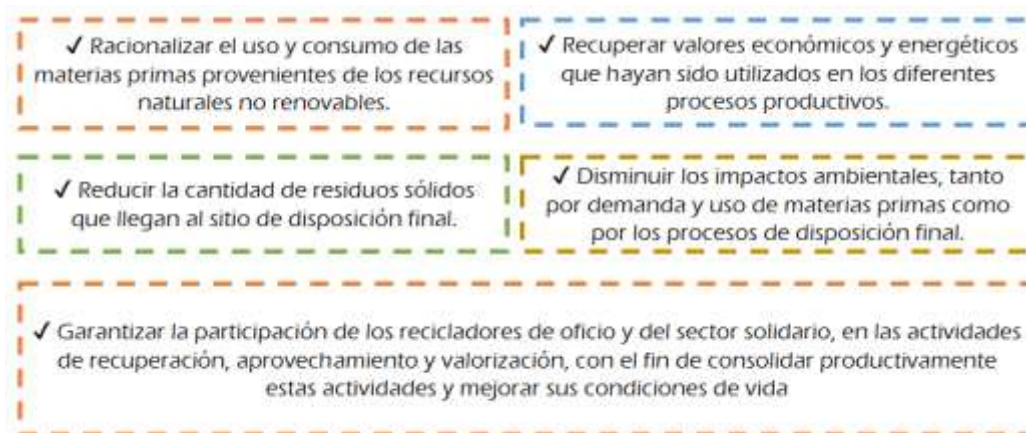 ✓ Racionalizar el uso y consumo de las
materias primas provenientes de los recursos
naturales no renovables.
✓ Recuperar valores económicos y energéticos
que hayan sido utilizados en los diferentes
procesos productivos.
✓ Reducir la cantidad de residuos sólidos
que llegan al sitio de disposición final.
✓ Disminuir los impactos ambientales, tanto
por demanda y uso de materias primas como
por los procesos de disposición final.
✓ Garantizar la participación de los recicladores de oficio y del sector solidario, en las actividades
de recuperación, aprovechamiento y valorización, con el fin de consolidar productivamente
estas actividades y mejorar sus condiciones de vida